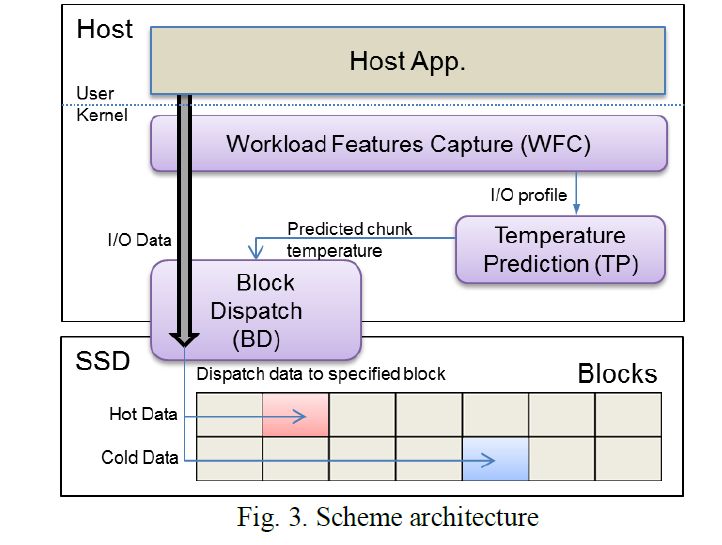 Host
Host App.
User
Kernel
Workload Features Capture (WFC)
I/O profile
I/O Data
Predicted chunk
temperature
Temperature
Prediction (TP)
Block
Dispatch
(BD)
SSD
Dispatch data to specified block
Blocks
Hot Data
Cold Data
Fig. 3. Scheme architecture